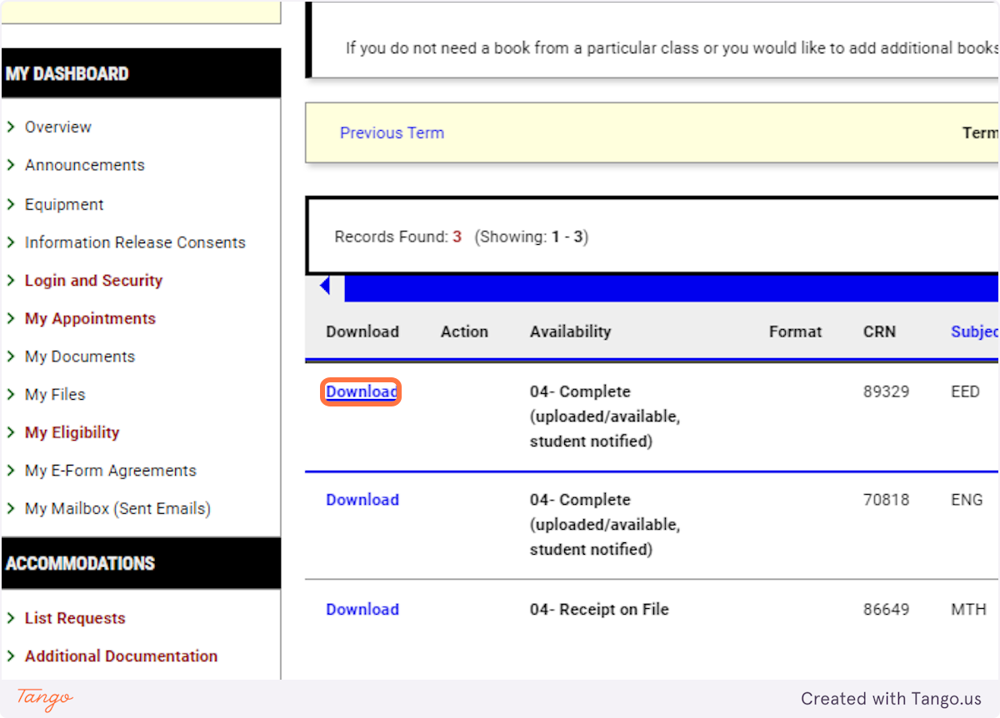 MY DASHBOARD
Overview
Announcements
Equipment
Information Release Consents
Login and Security
My Appointments
My Documents
My Files
My Eligibility
My E-Form Agreements
My Mailbox (Sent Emails)
ACCOMMODATIONS
List Requests
Additional Documentation
If you do not need a book from a particular class or you would like to add additional books
Previous Term
Term
Records Found: 3 (Showing: 1 - 3)
Download Action Availability Format CRN Subjec
Download 04- Complete 89329 EED
(uploaded/available,
student notified)
Download 04- Complete 70818 ENG
(uploaded/available,
student notified)
Download 04- Receipt on File 86649 MTH
Tango
Created with Tango.us